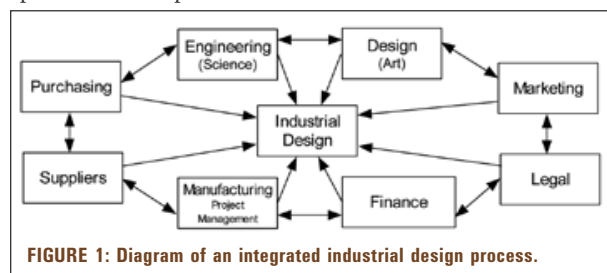 Engineering
(Science)
Design
(Art)
Purchasing
Marketing
Industrial
Design
Suppliers
Legal
Manufacturing
Project
Management
Finance
FIGURE 1: Diagram of an integrated industrial design process.